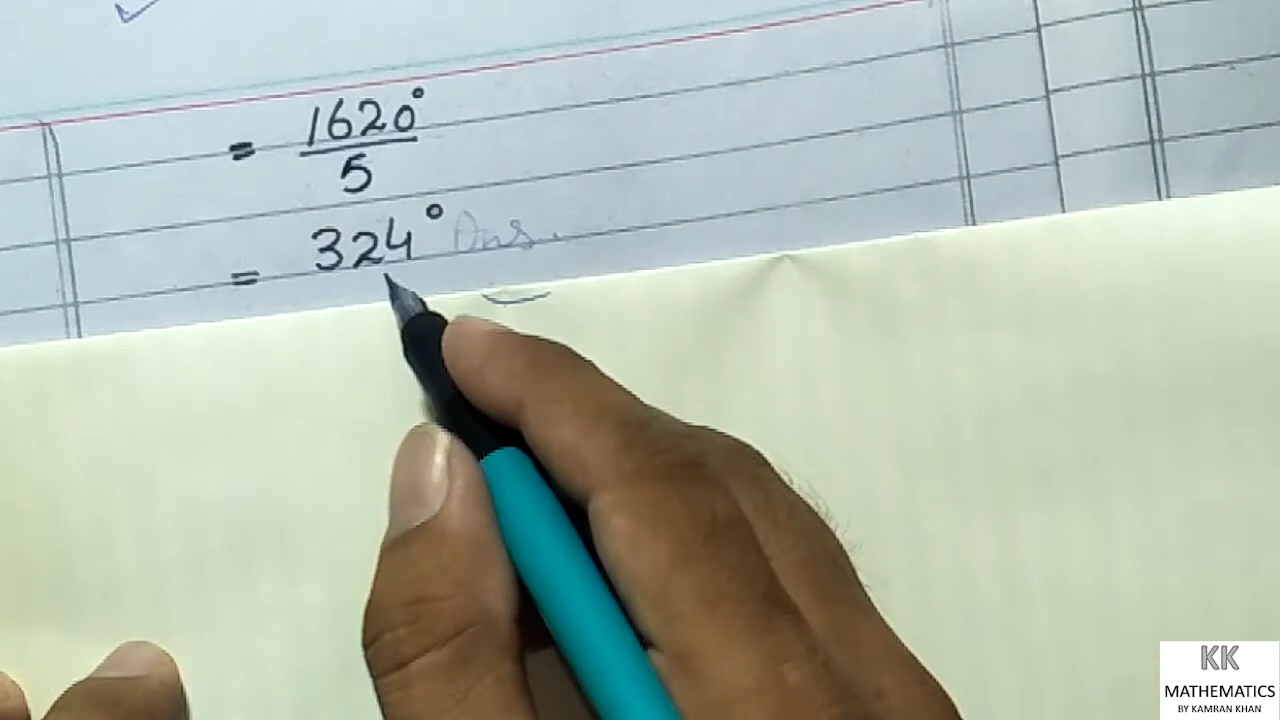 = 1620° / 5
= 324° Ans.
KK
MATHEMATICS
BY KAMRAN KHAN